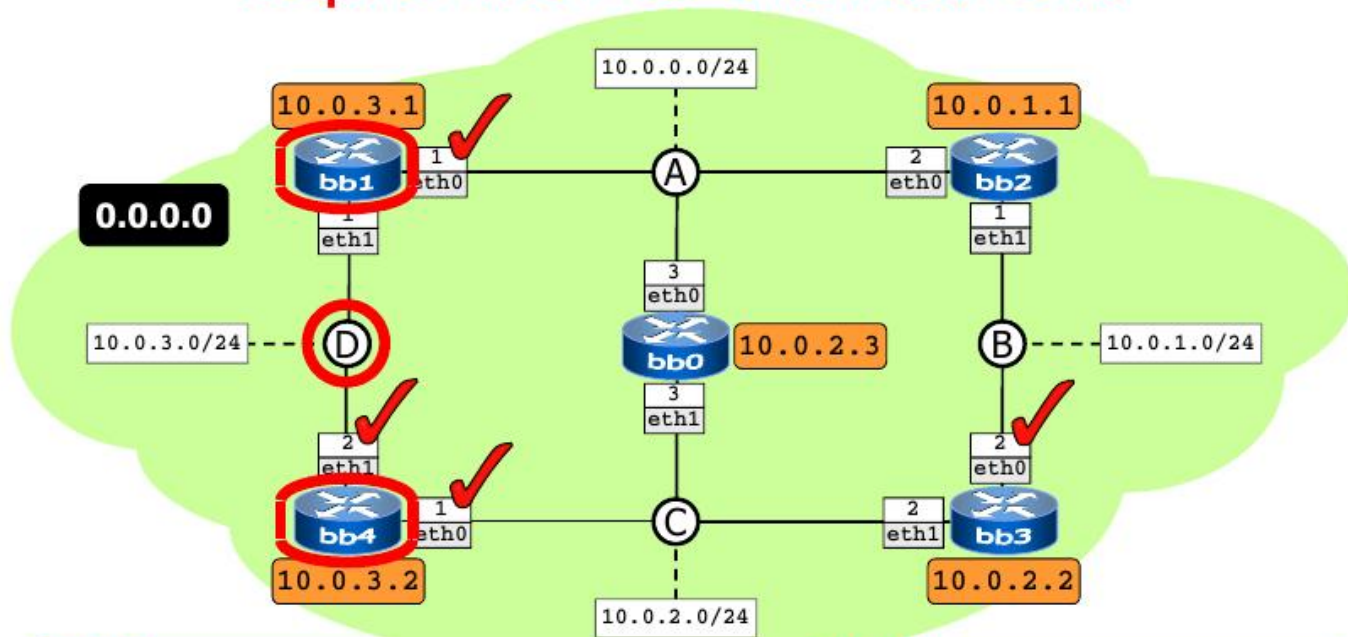 10.0.0.0/24
10.0.3.1
10.0.1.1
1
eth0
A
2
eth0
bb1
bb2
0.0.0.0
1
eth1
1
eth1
3
eth0
10.0.3.0/24
D
bb0
10.0.2.3
B
10.0.1.0/24
3
eth1
2
eth1
2
eth0
bb4
1
eth0
C
2
eth1
bb3
10.0.3.2
10.0.2.2
10.0.2.0/24